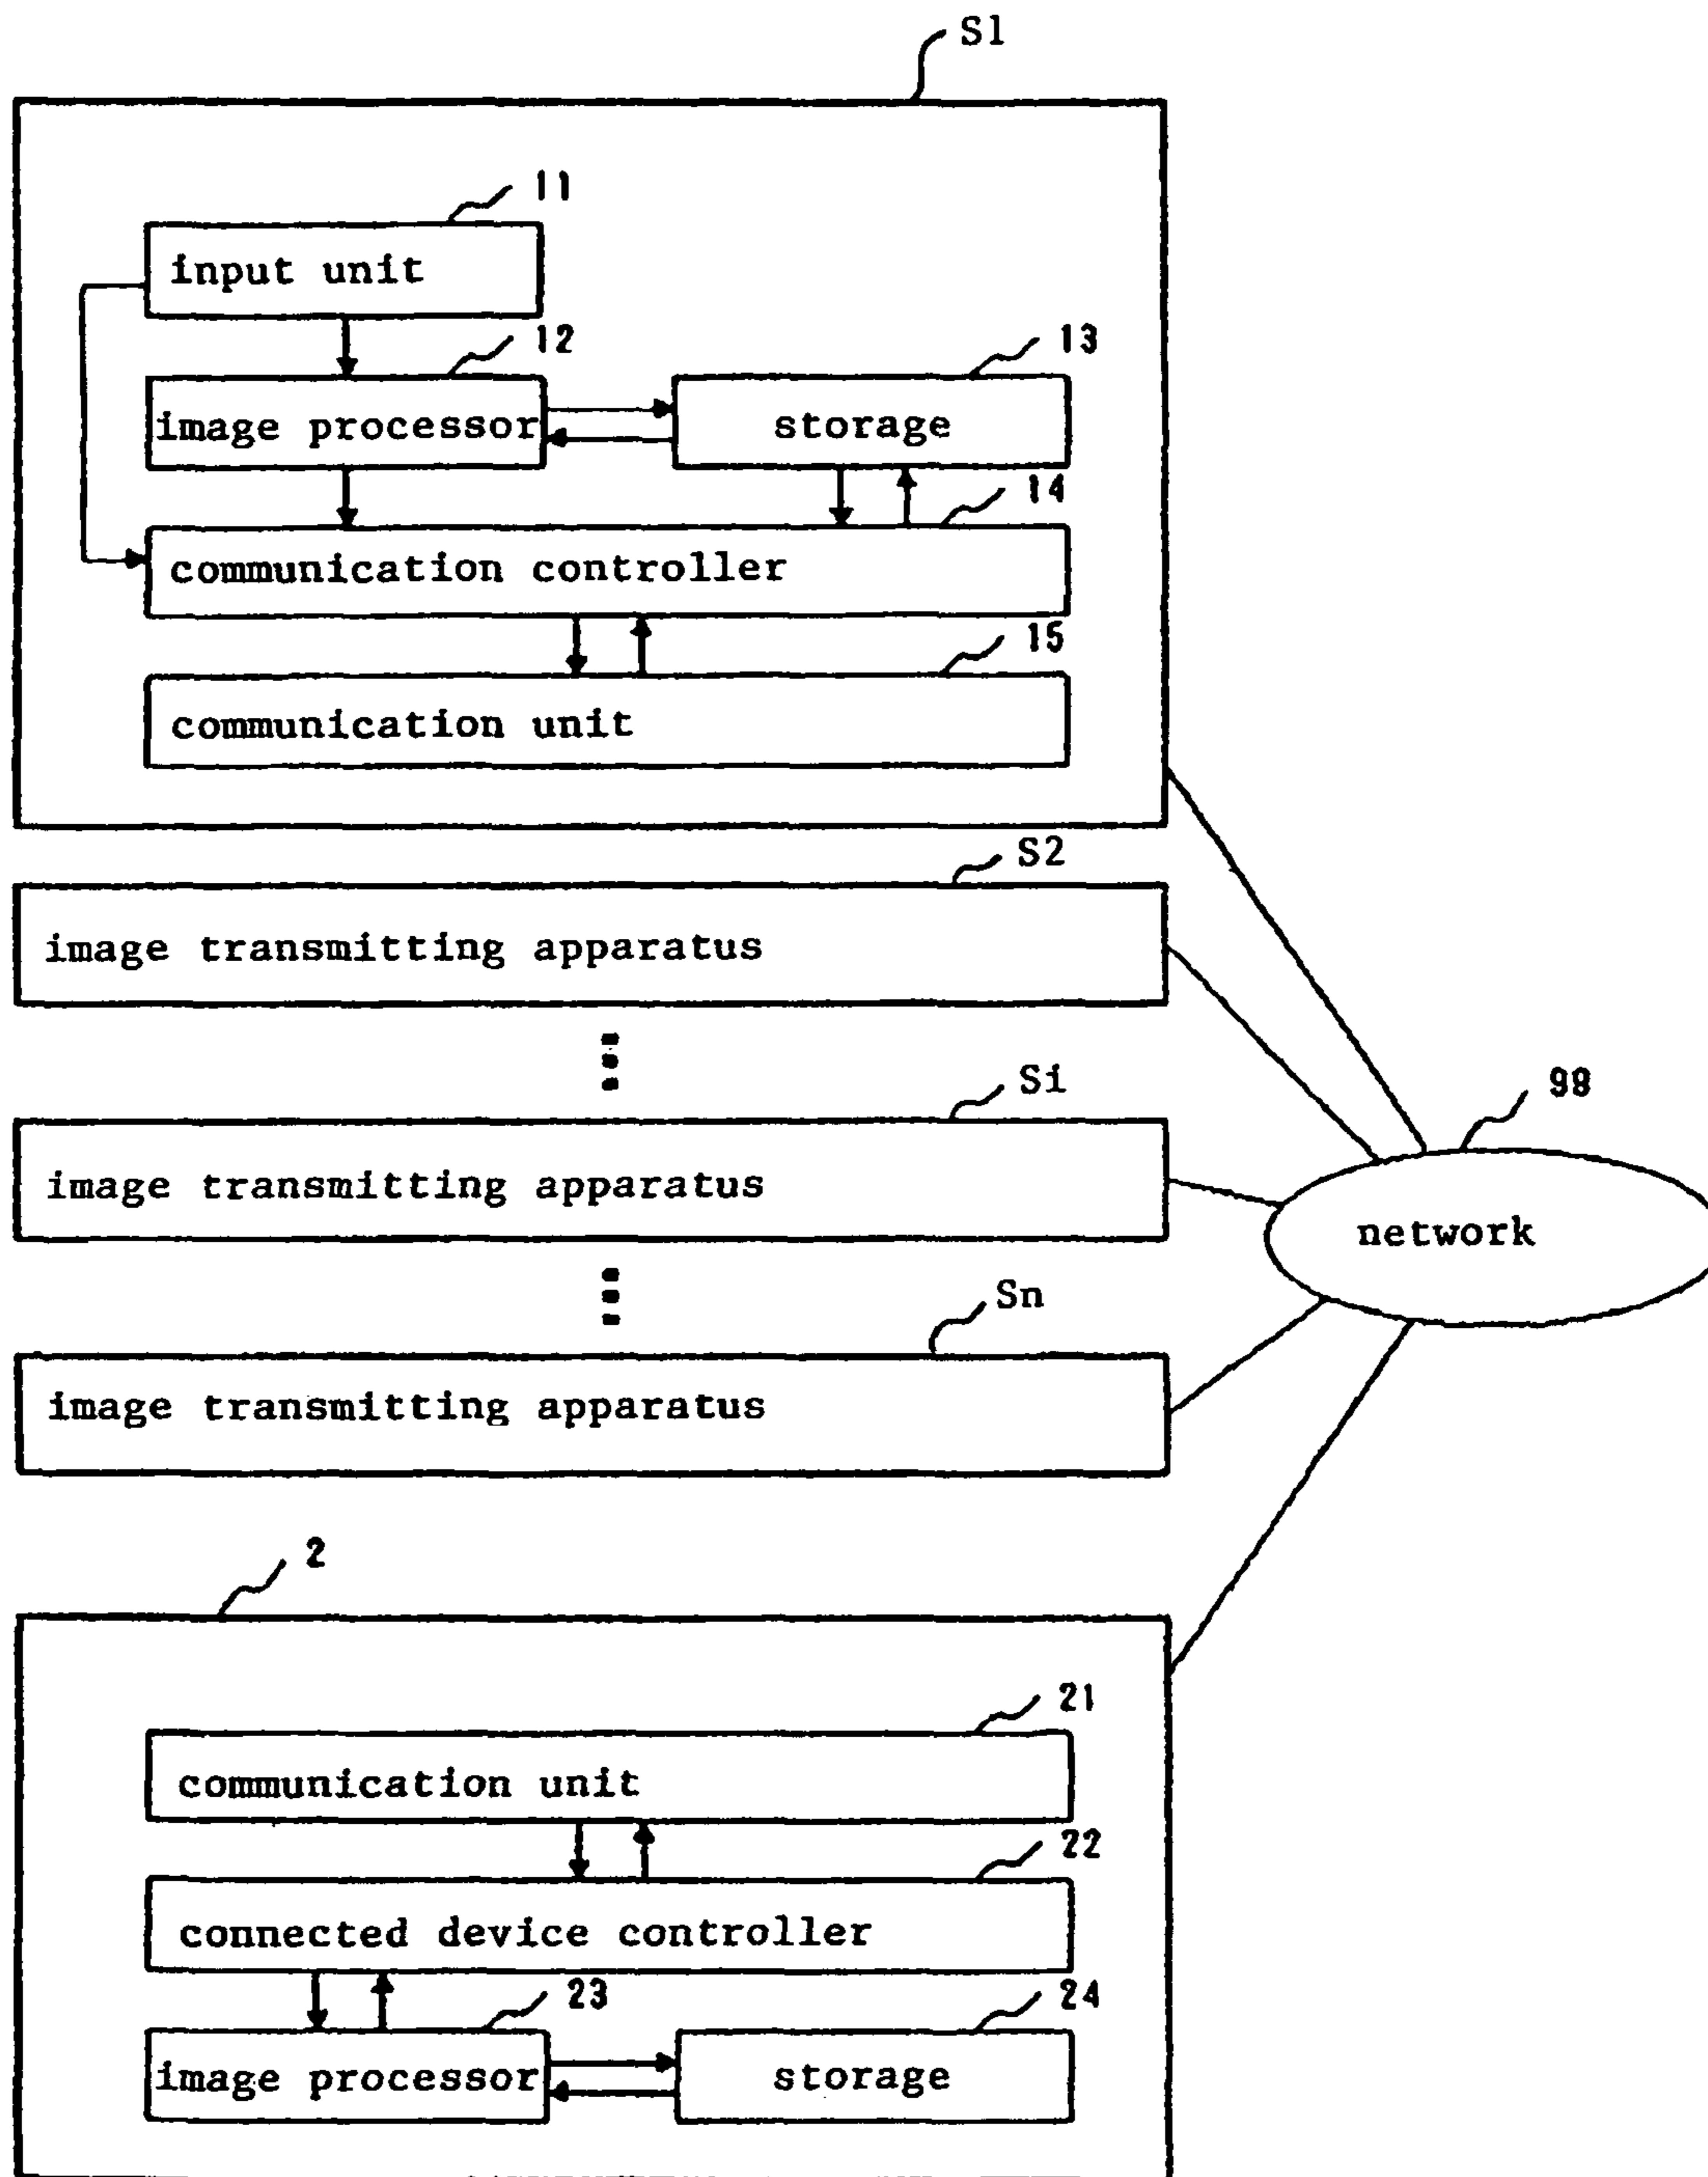 S1
11
input unit
12
13
image processor
storage
14
communication controller
15
communication unit
S2
image transmitting apparatus
Si
98
image transmitting apparatus
network
Sn
image transmitting apparatus
2
21
communication unit
22
connected device controller
23
24
image processor
storage